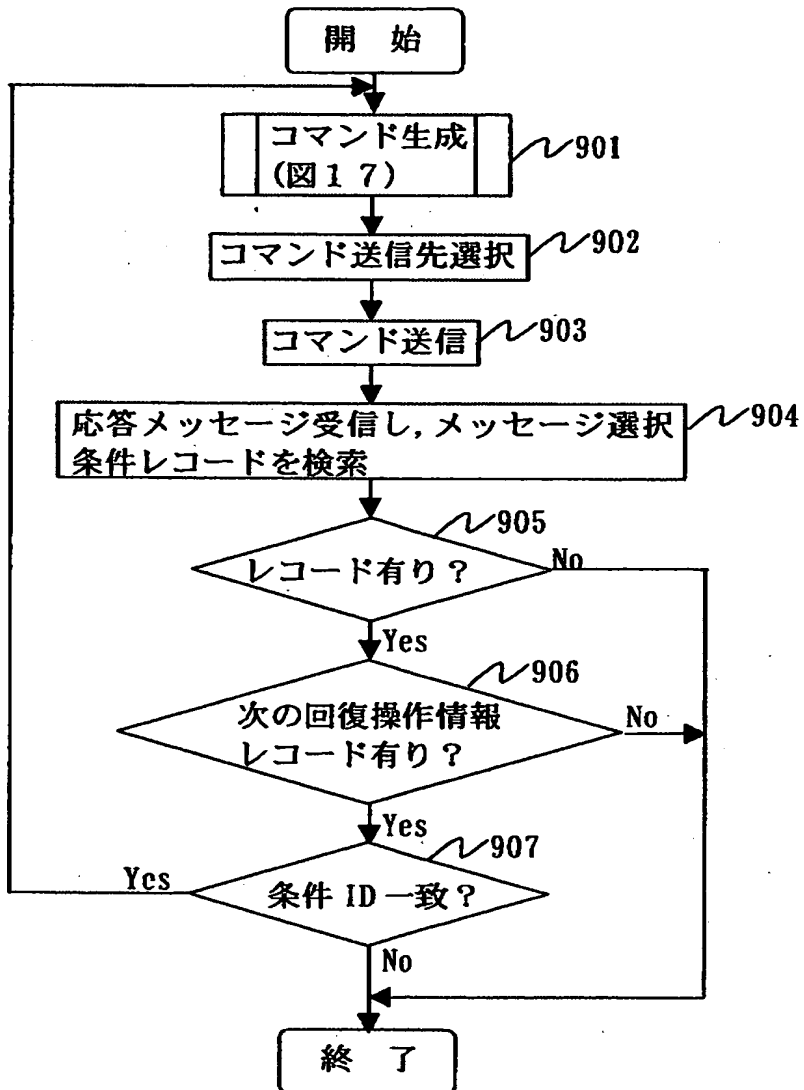 開 始
コマンド生成
(図17)
901
コマンド送信先選択
902
コマンド送信
903
応答メッセージ受信し,メッセージ選択
条件レコードを検索
904
905
レコード有り?
No
Yes
906
次の回復操作情報
レコード有り?
No
Yes
907
Yes
条件 ID 一致?
No
終 了